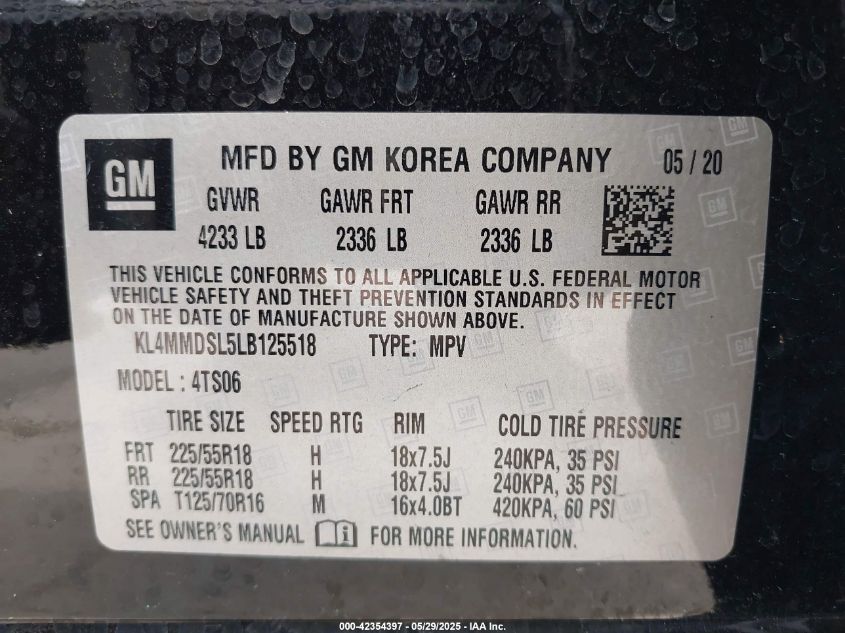 GM MFD BY GM KOREA COMPANY 05 / 20
GVWR GAWR FRT GAWR RR
4233 LB 2336 LB 2336 LB
THIS VEHICLE CONFORMS TO ALL APPLICABLE U.S. FEDERAL MOTOR
VEHICLE SAFETY AND THEFT PREVENTION STANDARDS IN EFFECT
ON THE DATE OF MANUFACTURE SHOWN ABOVE.
KL4MMDSL5LB125518 TYPE: MPV
MODEL : 4TS06
TIRE SIZE SPEED RTG RIM COLD TIRE PRESSURE
FRT 225/55R18 H 18x7.5J 240KPA, 35 PSI
RR 225/55R18 H 18x7.5J 240KPA, 35 PSI
SPA T125/70R16 M 16x4.0BT 420KPA, 60 PSI
SEE OWNER'S MANUAL i FOR MORE INFORMATION.
000-42354397 - 05/29/2025 - IAA Inc.